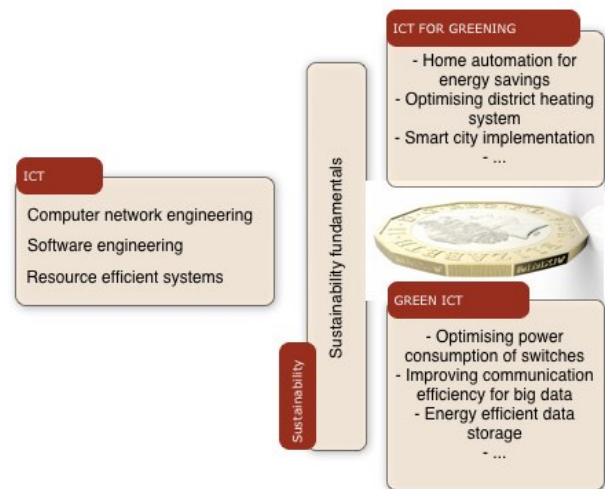 ICT
Computer network engineering
Software engineering
Resource efficient systems
Sustainability
Sustainability fundamentals
ICT FOR GREENING
- Home automation for
energy savings
- Optimising district heating
system
- Smart city implementation
- ...
GREEN ICT
- Optimising power
consumption of switches
- Improving communication
efficiency for big data
- Energy efficient data
storage
- ...